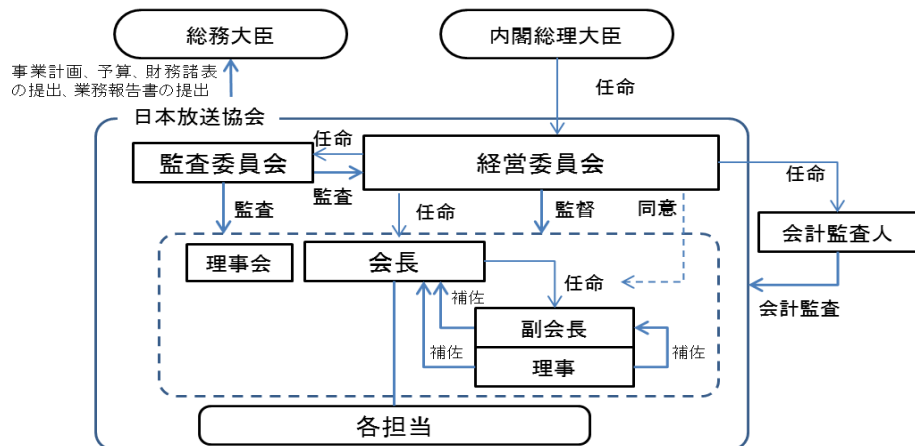 総務大臣
内閣総理大臣
事業計画、予算、財務諸表
の提出、業務報告書の提出
任命
日本放送協会
任命
監査委員会
経営委員会
監査
任命
監査
任命
監督
同意
会計監査人
理事会
会長
任命
会計監査
補佐
副会長
補佐
理事
補佐
各担当